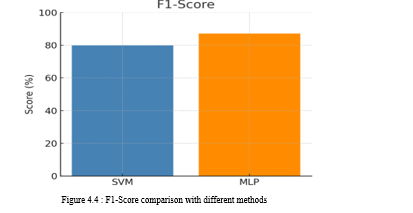 F1-Score
100
80
60
40
20
0
Score (%)
SVM MLP
Figure 4.4 : F1-Score comparison with different methods